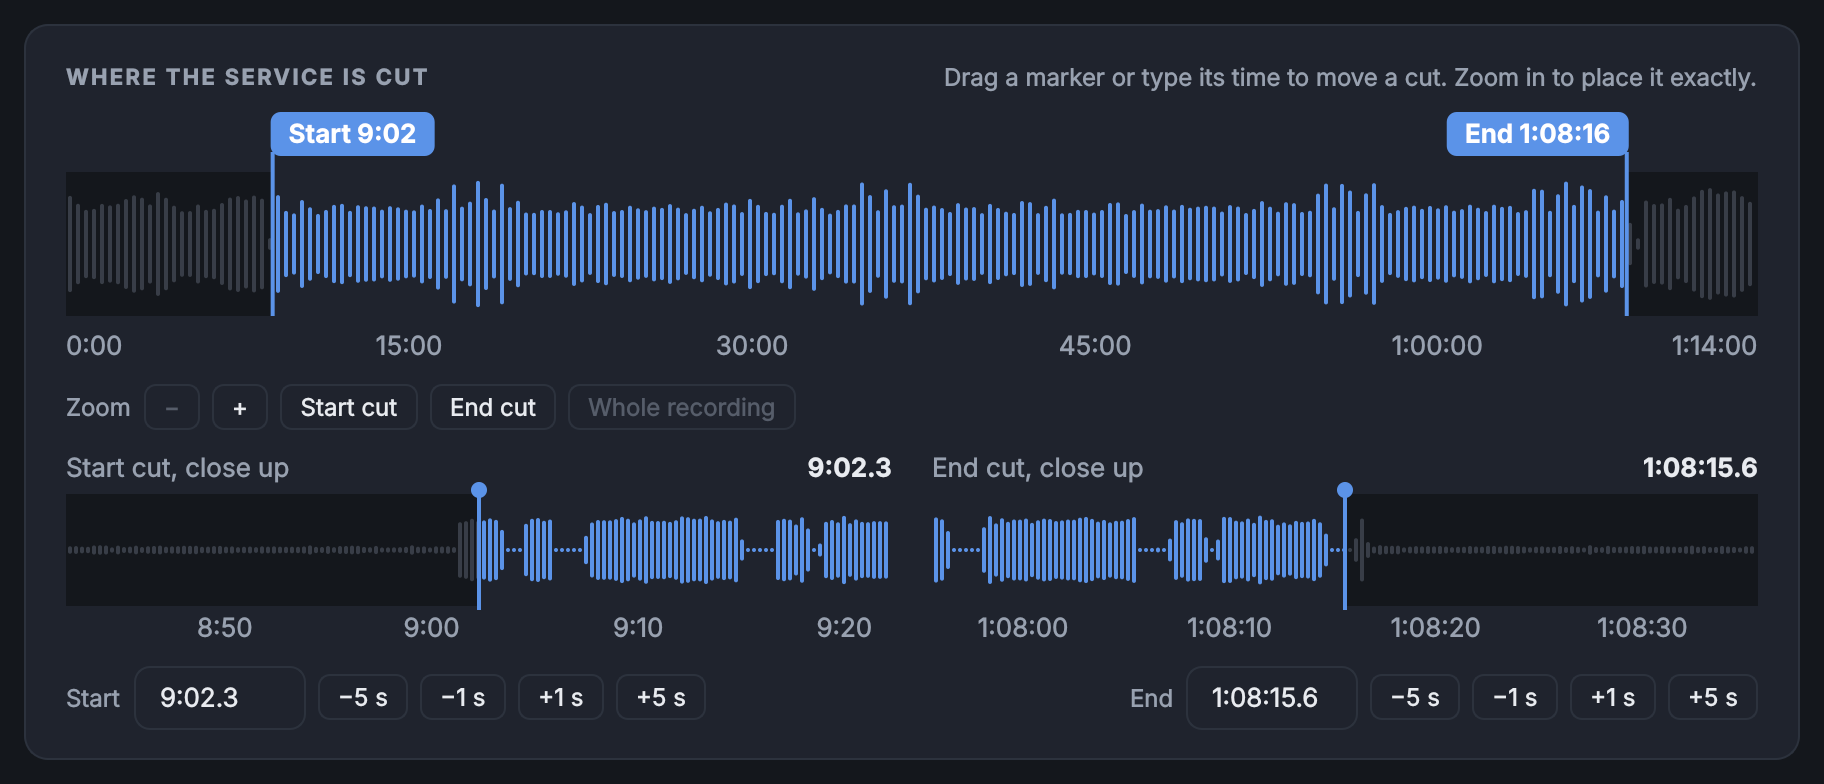 WHERE THE SERVICE IS CUT
Drag a marker or type its time to move a cut. Zoom in to place it exactly.
Start 9:02
End 1:08:16
0:00 15:00 30:00 45:00 1:00:00 1:14:00
Zoom − + Start cut End cut Whole recording
Start cut, close up 9:02.3
End cut, close up 1:08:15.6
8:50 9:00 9:10 9:20
1:08:00 1:08:10 1:08:20 1:08:30
Start 9:02.3 −5 s −1 s +1 s +5 s
End 1:08:15.6 −5 s −1 s +1 s +5 s